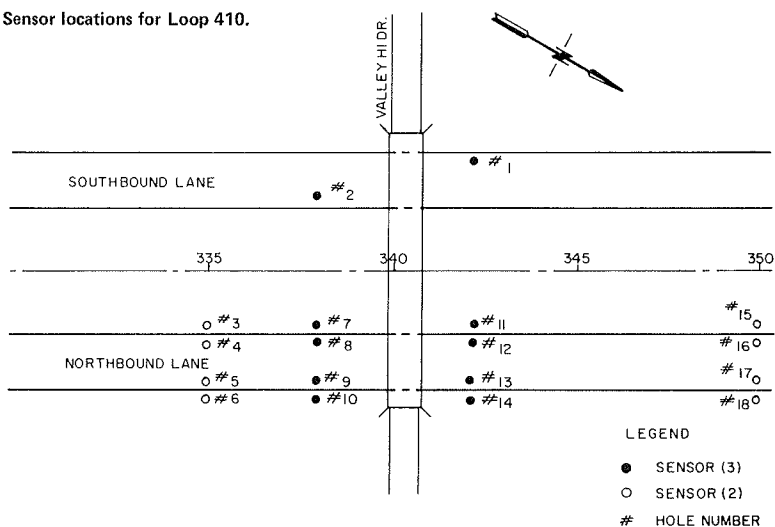 Sensor locations for Loop 410.
VALLEY HI DR.
N
# 1
SOUTHBOUND LANE
#2
335
340
345
350
#3
#7
#11
#15
#4
#8
#12
#16
NORTHBOUND LANE
#5
#9
#13
#17
#6
#10
#14
#18
LEGEND
SENSOR (3)
SENSOR (2)
# HOLE NUMBER